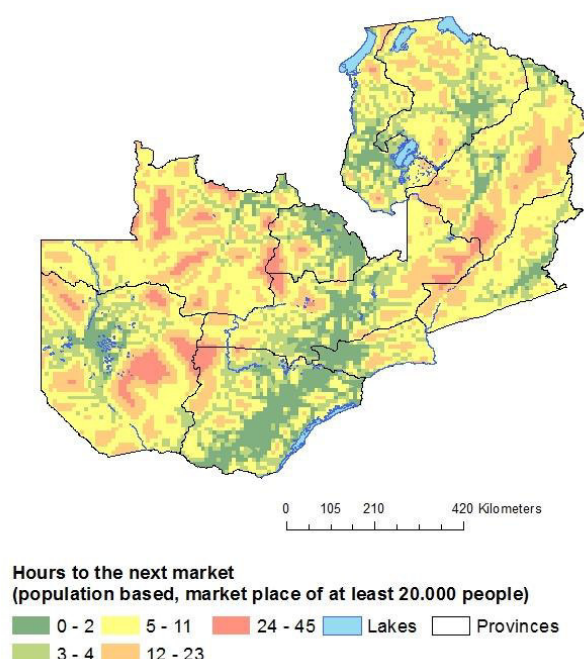 0 105 210 420 Kilometers
Hours to the next market
(population based, market place of at least 20.000 people)
0 - 2 5 - 11 24 - 45 Lakes Provinces
3 - 4 12 - 23